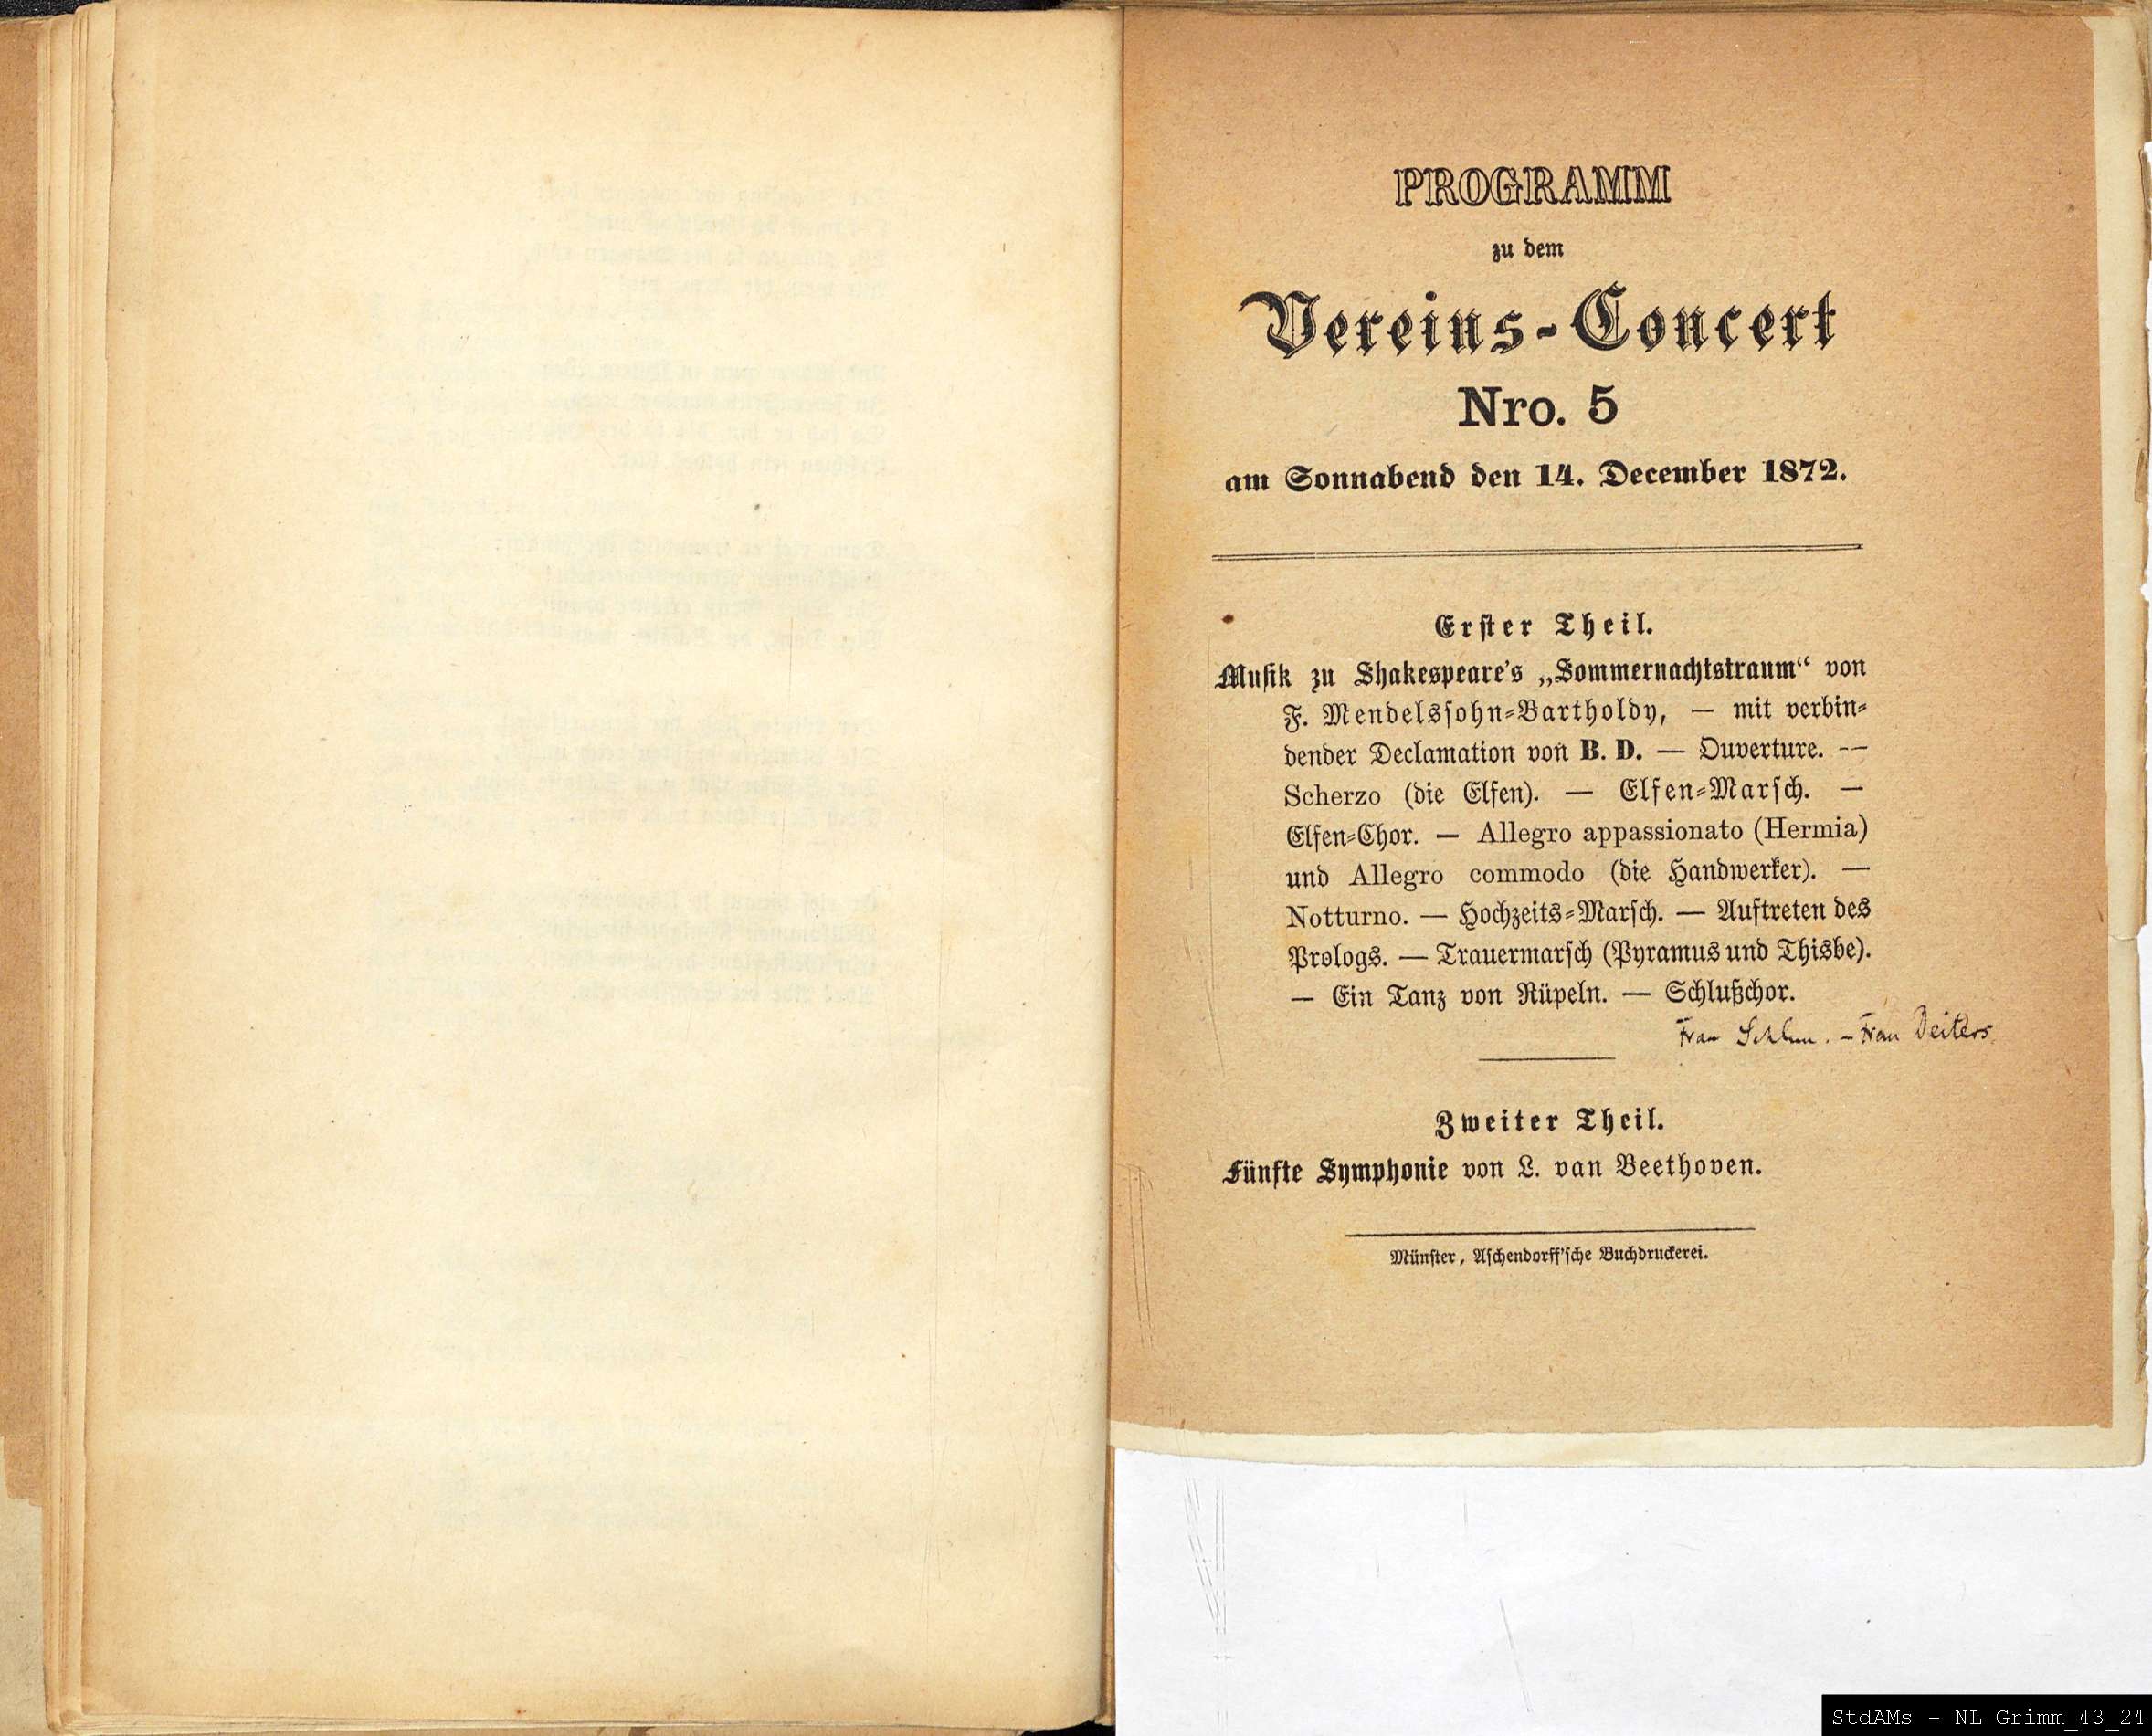 PROGRAMM
zu dem
Vereins-Concert
Nro. 5
am Sonnabend den 14. December 1872.
Erster Theil.
Musik zu Shakespeare's „Sommernachtstraum“ von
F. Mendelssohn-Bartholdy, — mit verbin-
dender Declamation von B. D. — Ouverture. —
Scherzo (die Elfen). — Elfen-Marsch. —
Elfen-Chor. — Allegro appassionato (Hermia)
und Allegro commodo (die Handwerker). —
Notturno. — Hochzeits-Marsch. — Auftreten des
Prologs. — Trauermarsch (Pyramus und Thisbe).
— Ein Tanz von Rüpeln. — Schlußchor.
Frau – Frau Deiters
Zweiter Theil.
Fünfte Symphonie von L. van Beethoven.
Münster, Aschendorff'sche Buchdruckerei.
StdAMs - NL Grimm_43_24